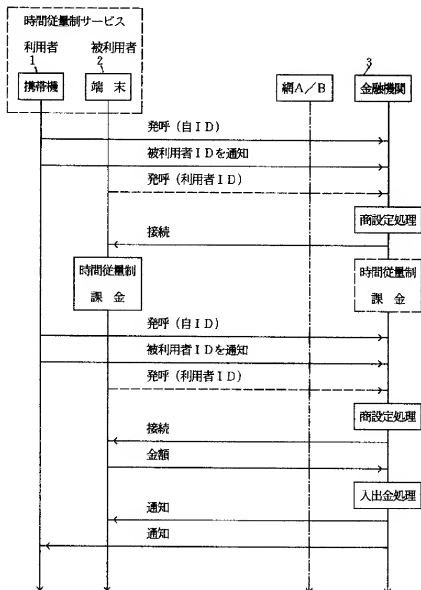 時間従量制サービス
利用者 被利用者
1 2 3
携帯機 端 末 網A/B 金融機関
発呼(自ID)
被利用者IDを通知
発呼(利用者ID)
商設定処理
接続
時間従量制 時間従量制
課 金 課 金
発呼(自ID)
被利用者IDを通知
発呼(利用者ID)
商設定処理
接続
金額
入出金処理
通知
通知